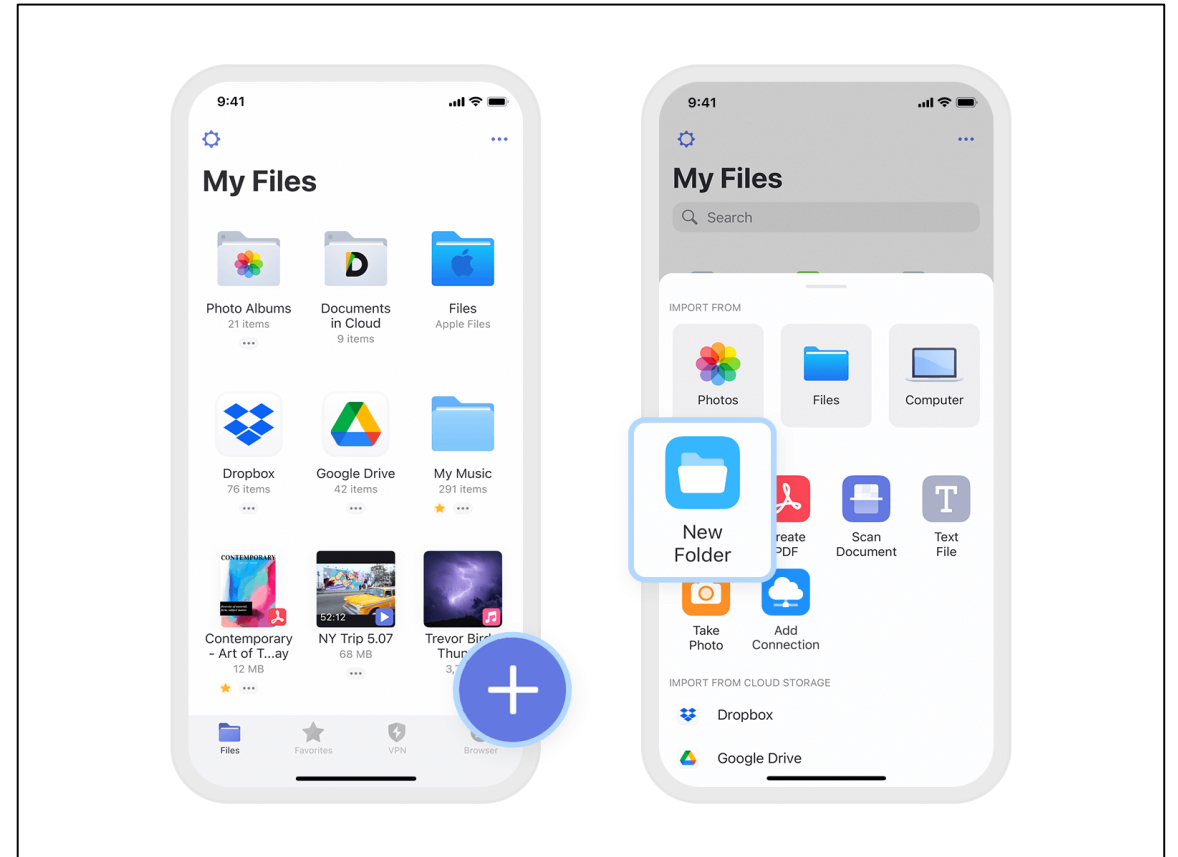 9:41
My Files
Photo Albums
21 items
Documents
in Cloud
9 items
Files
Apple Files
Dropbox
76 items
Google Drive
42 items
My Music
291 items
CONTEMPORARY
52:12
Contemporary
- Art of T...ay
12 MB
NY Trip 5.07
68 MB
Trevor Bird
Thun
3,
Files
Favorites
VPN
Browser
9:41
My Files
Search
IMPORT FROM
Photos
Files
Computer
New
Folder
reate
PDF
Scan
Document
T
Text
File
Take
Photo
Add
Connection
IMPORT FROM CLOUD STORAGE
Dropbox
Google Drive